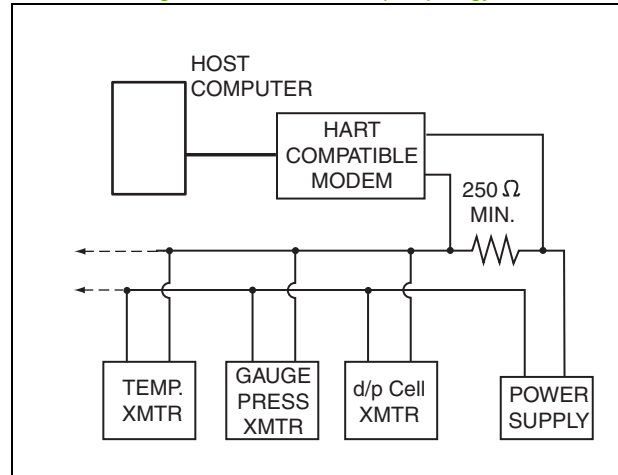 HOST
COMPUTER
HART
COMPATIBLE
MODEM
250 Ω
MIN.
TEMP.
XMTR
GAUGE
PRESS
XMTR
d/p Cell
XMTR
POWER
SUPPLY